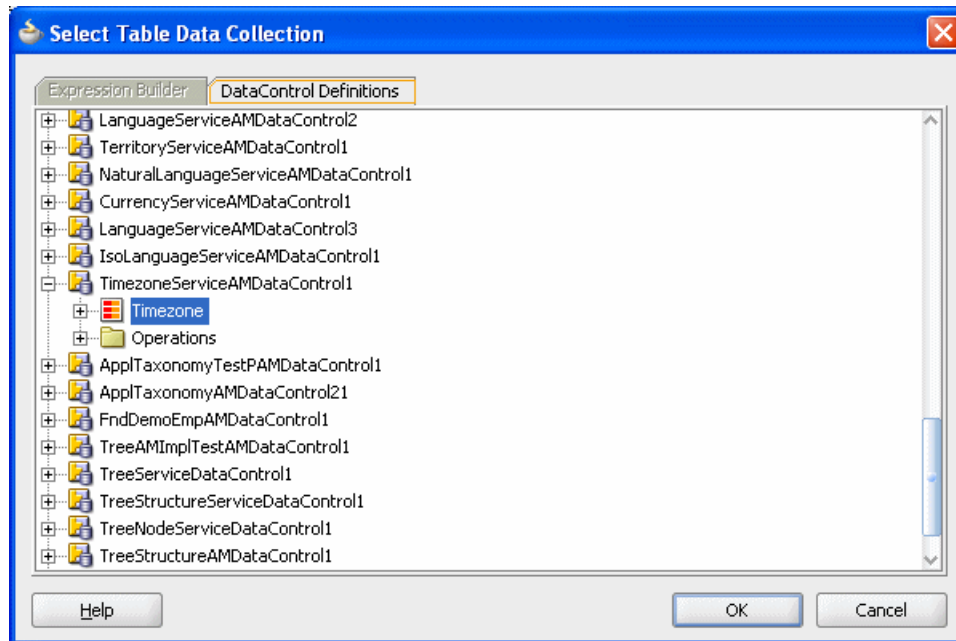 Select Table Data Collection
Expression Builder DataControl Definitions
LanguageServiceAMDataControl2
TerritoryServiceAMDataControl1
NaturalLanguageServiceAMDataControl1
CurrencyServiceAMDataControl1
LanguageServiceAMDataControl3
IsoLanguageServiceAMDataControl1
TimezoneServiceAMDataControl1
Timezone
Operations
ApplTaxonomyTestPAMDataControl1
ApplTaxonomyAMDataControl21
FndDemoEmpAMDataControl1
TreeAMImplTestAMDataControl1
TreeServiceDataControl1
TreeStructureServiceDataControl1
TreeNodeServiceDataControl1
TreeStructureAMDataControl1
Help OK Cancel